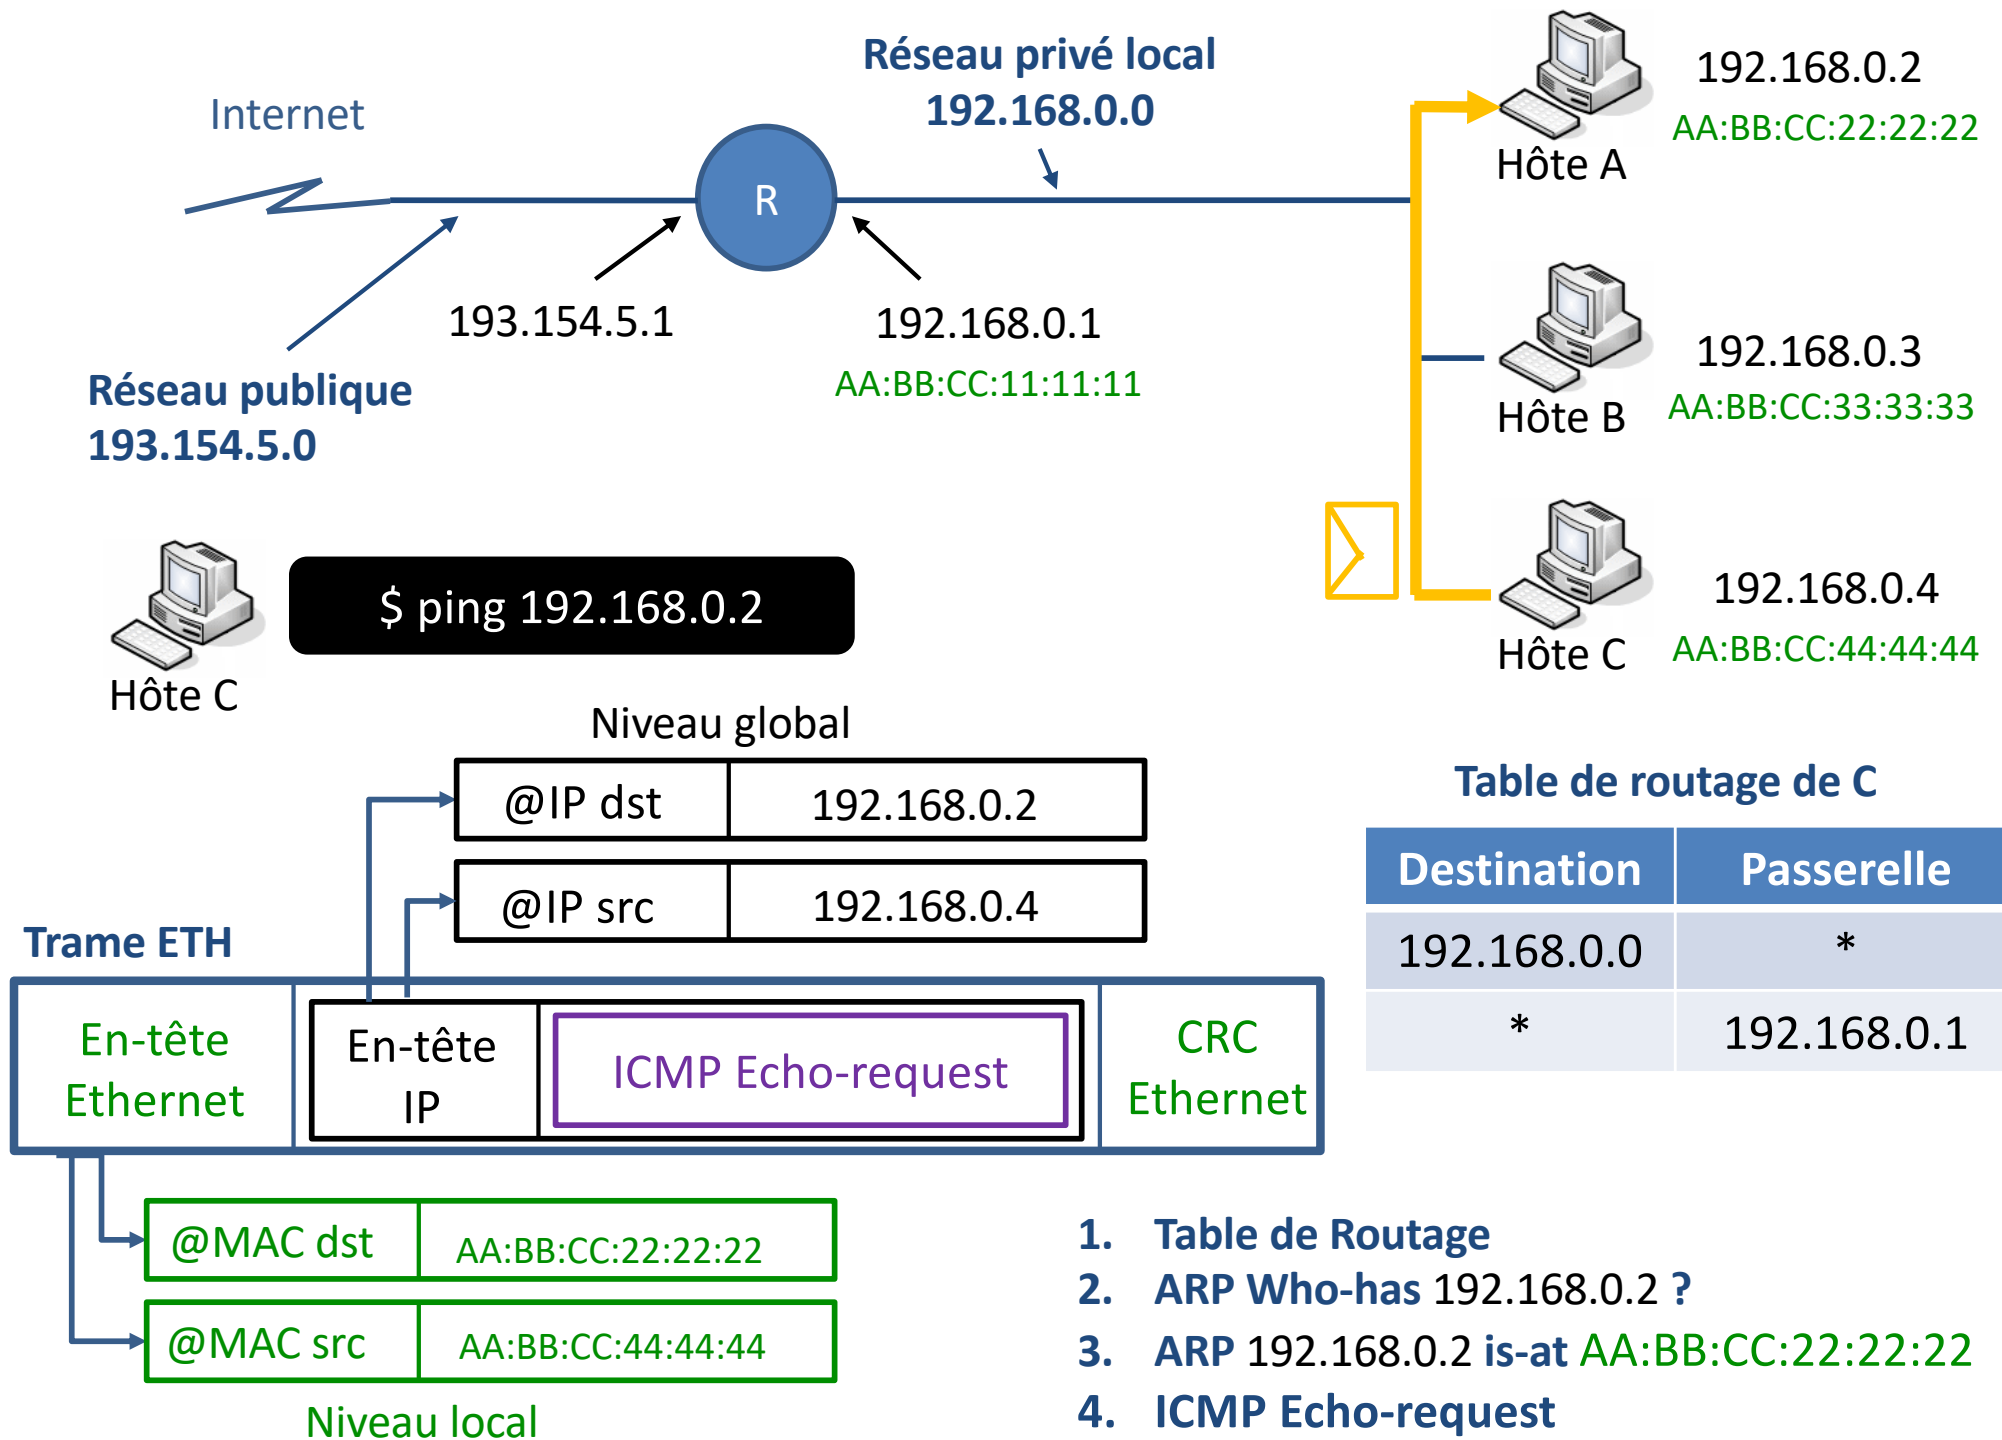 Internet
Réseau privé local
192.168.0.0
R
193.154.5.1
192.168.0.1
AA:BB:CC:11:11:11
Réseau publique
193.154.5.0
192.168.0.2
AA:BB:CC:22:22:22
Hôte A
192.168.0.3
AA:BB:CC:33:33:33
Hôte B
192.168.0.4
AA:BB:CC:44:44:44
Hôte C
$ ping 192.168.0.2
Hôte C
Niveau global
@IP dst 192.168.0.2
@IP src 192.168.0.4
Trame ETH
En-tête
Ethernet
En-tête
IP
ICMP Echo-request
CRC
Ethernet
@MAC dst AA:BB:CC:22:22:22
@MAC src AA:BB:CC:44:44:44
Niveau local
Table de routage de C
Destination Passerelle
192.168.0.0 *
* 192.168.0.1
1. Table de Routage
2. ARP Who-has 192.168.0.2 ?
3. ARP 192.168.0.2 is-at AA:BB:CC:22:22:22
4. ICMP Echo-request